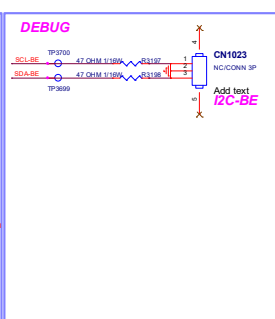 DEBUG
TP3700
SCL-BE 47 OHM 1/16W R3197
SDA-BE 47 OHM 1/16W R3198
TP3699
4
1
2
3
5
CN1023
NC/CONN 3P
Add text
I2C-BE